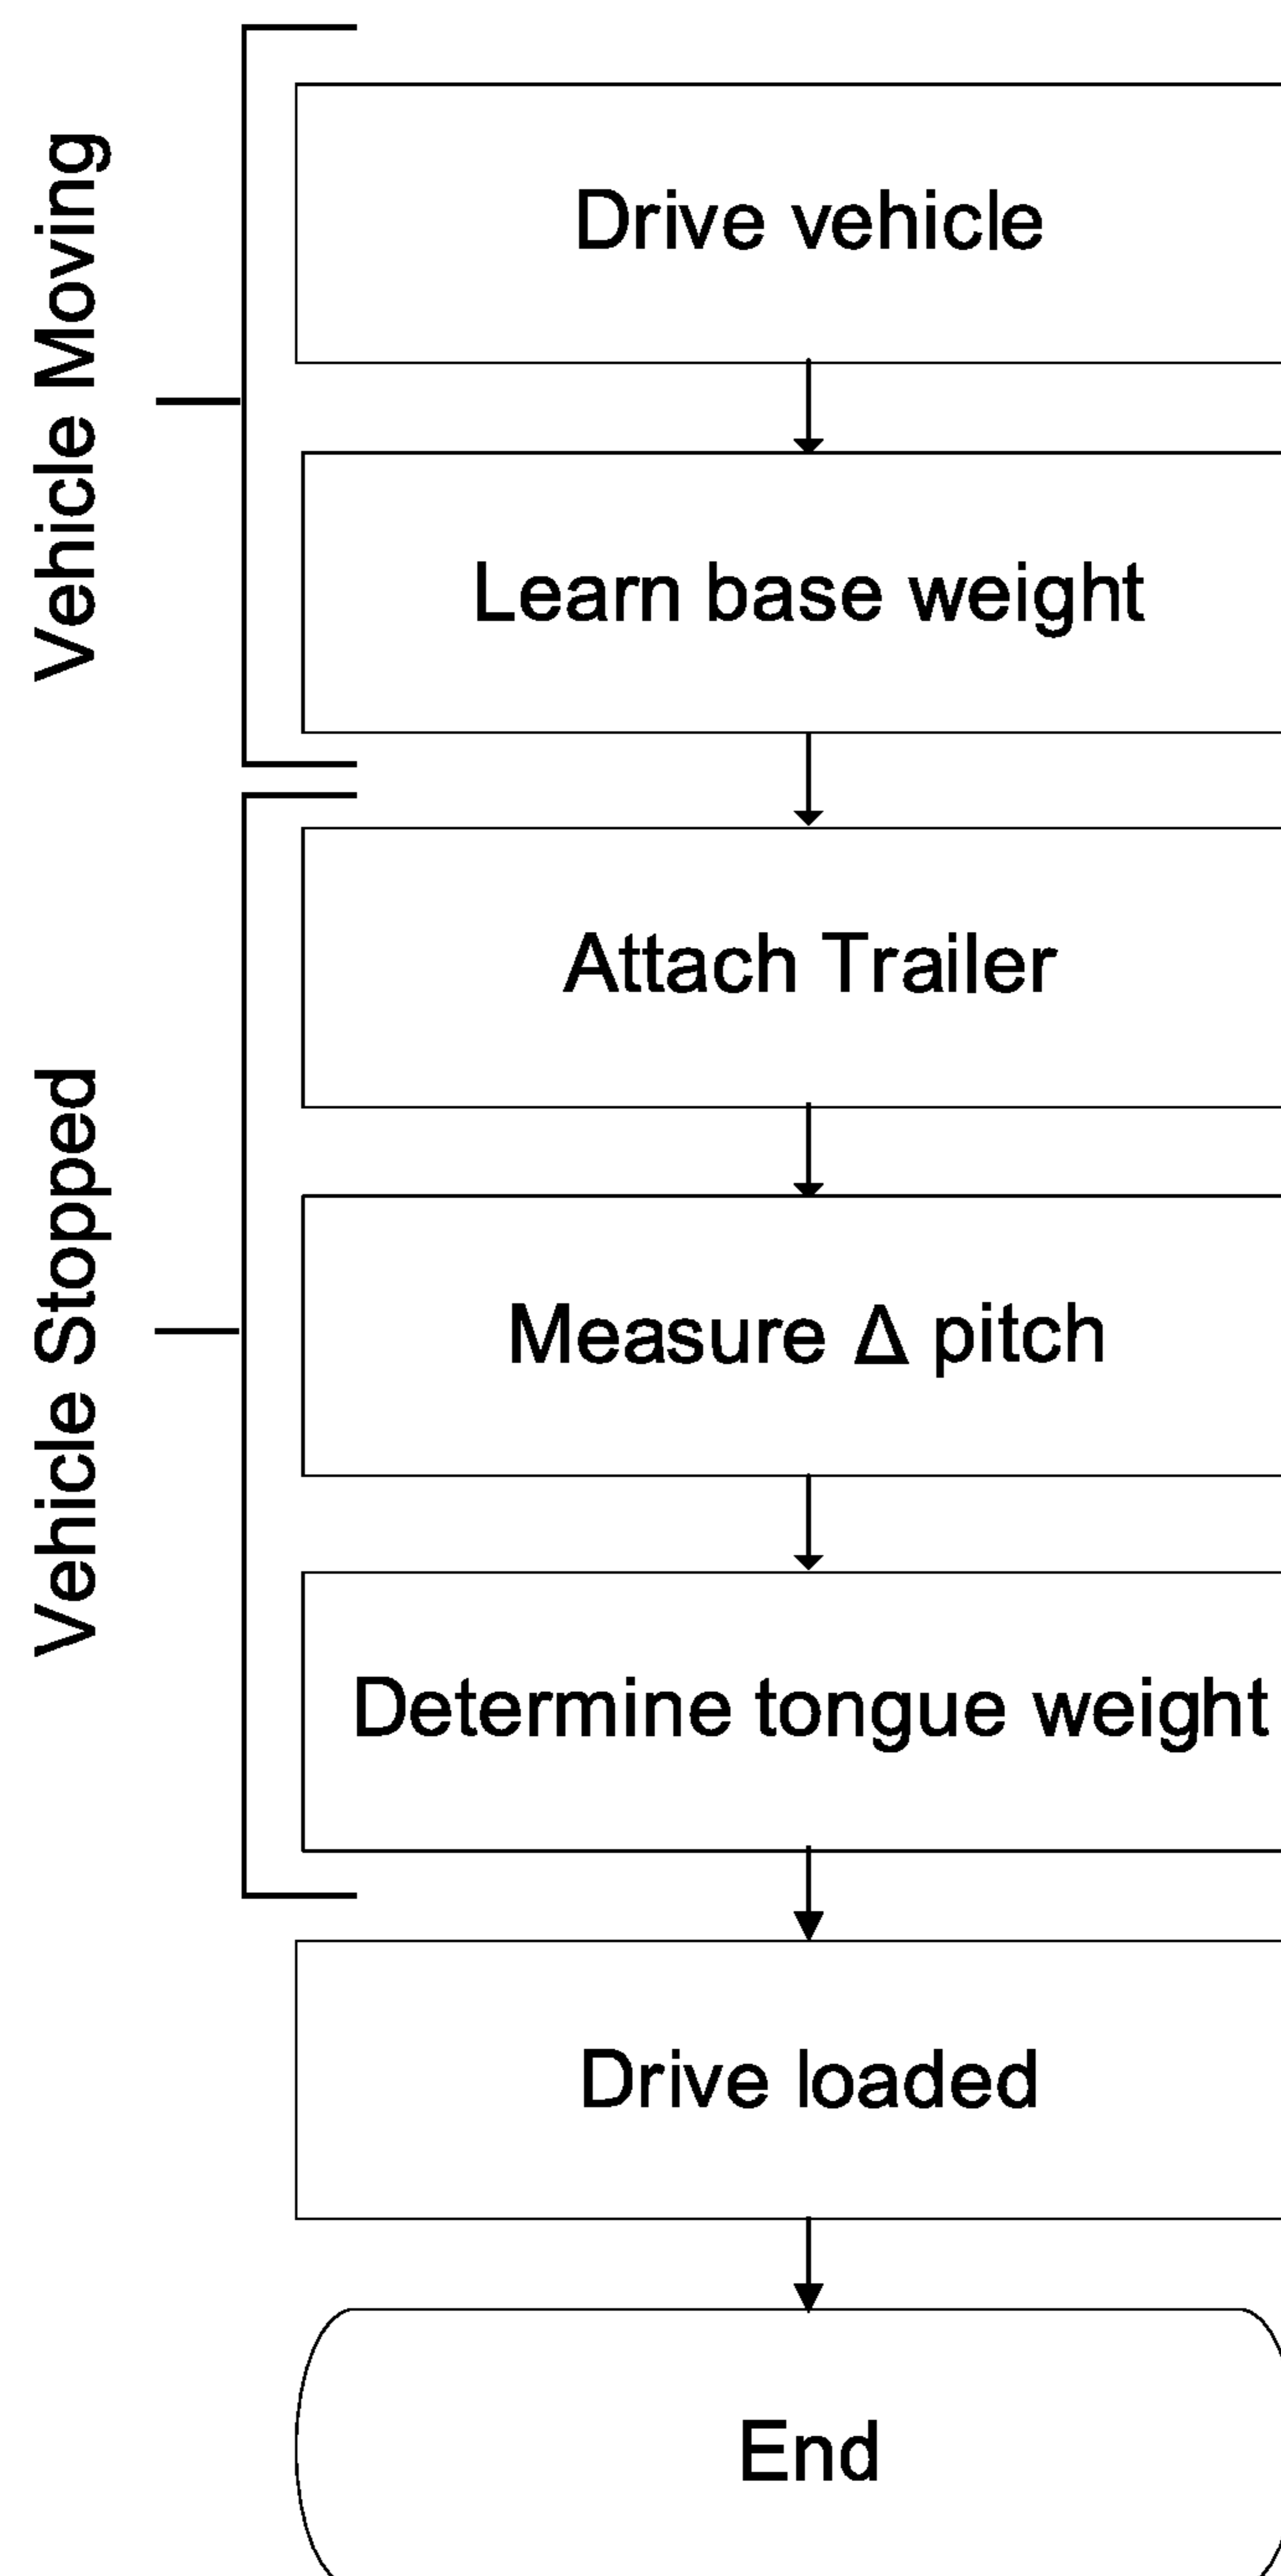 Vehicle Moving
Drive vehicle
Learn base weight
Vehicle Stopped
Attach Trailer
Measure Δ pitch
Determine tongue weight
Drive loaded
End